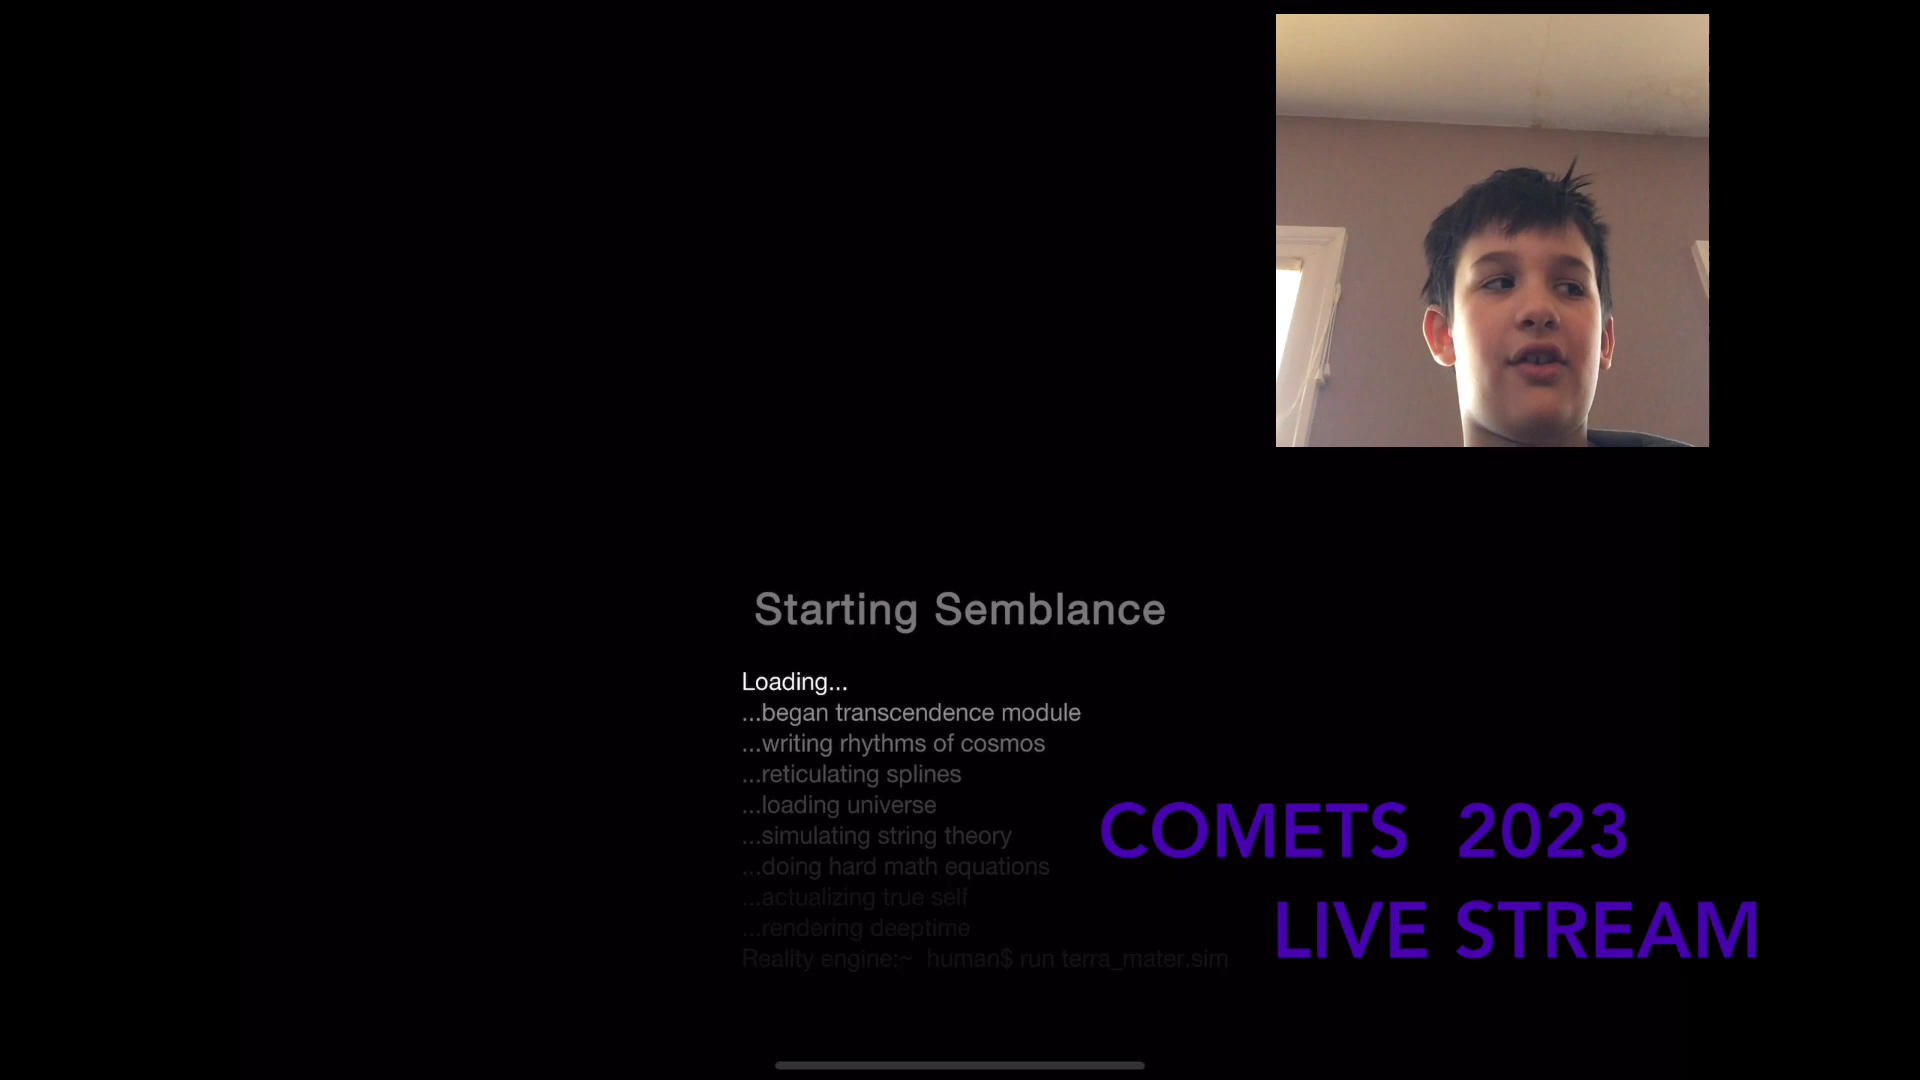 Starting Semblance
Loading...
...began transcendence module
...writing rhythms of cosmos
...reticulating splines
...loading universe
...simulating string theory
...doing hard math equations
...actualizing true self
...rendering deeptime
Reality engine:~ human$ run terra_mater.sim
COMETS 2023
LIVE STREAM